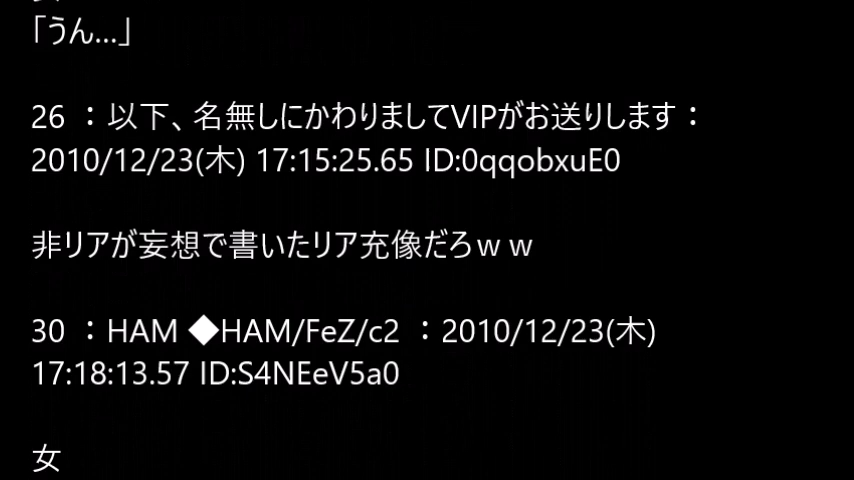 「うん…」
26 ：以下、名無しにかわりましてVIPがお送りします：
2010/12/23(木) 17:15:25.65 ID:0qqobxuE0
非リアが妄想で書いたリア充像だろｗｗ
30 ：HAM ◆HAM/FeZ/c2 ：2010/12/23(木)
17:18:13.57 ID:S4NEeV5a0
女